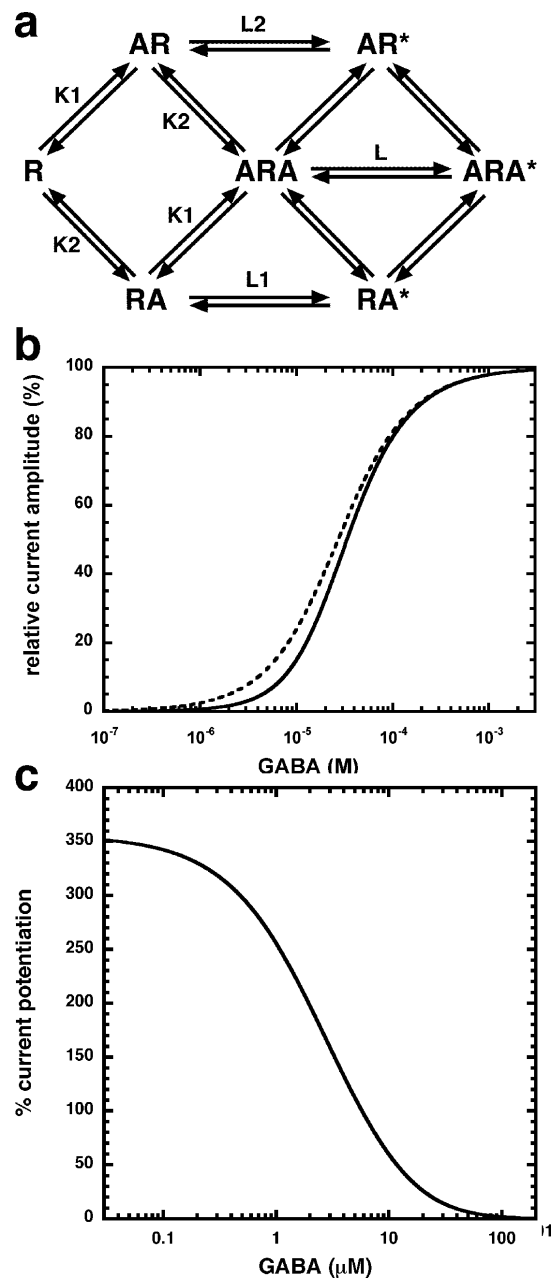 a
AR L2 AR*
K1 K2
R ARA L ARA*
K2 K1
RA L1 RA*
b
relative current amplitude (%)
100
80
60
40
20
0
10⁻⁷ 10⁻⁶ 10⁻⁵ 10⁻⁴ 10⁻³
GABA (M)
c
% current potentiation
400
350
300
250
200
150
100
50
0
0.1 1 10 100
GABA (μM)